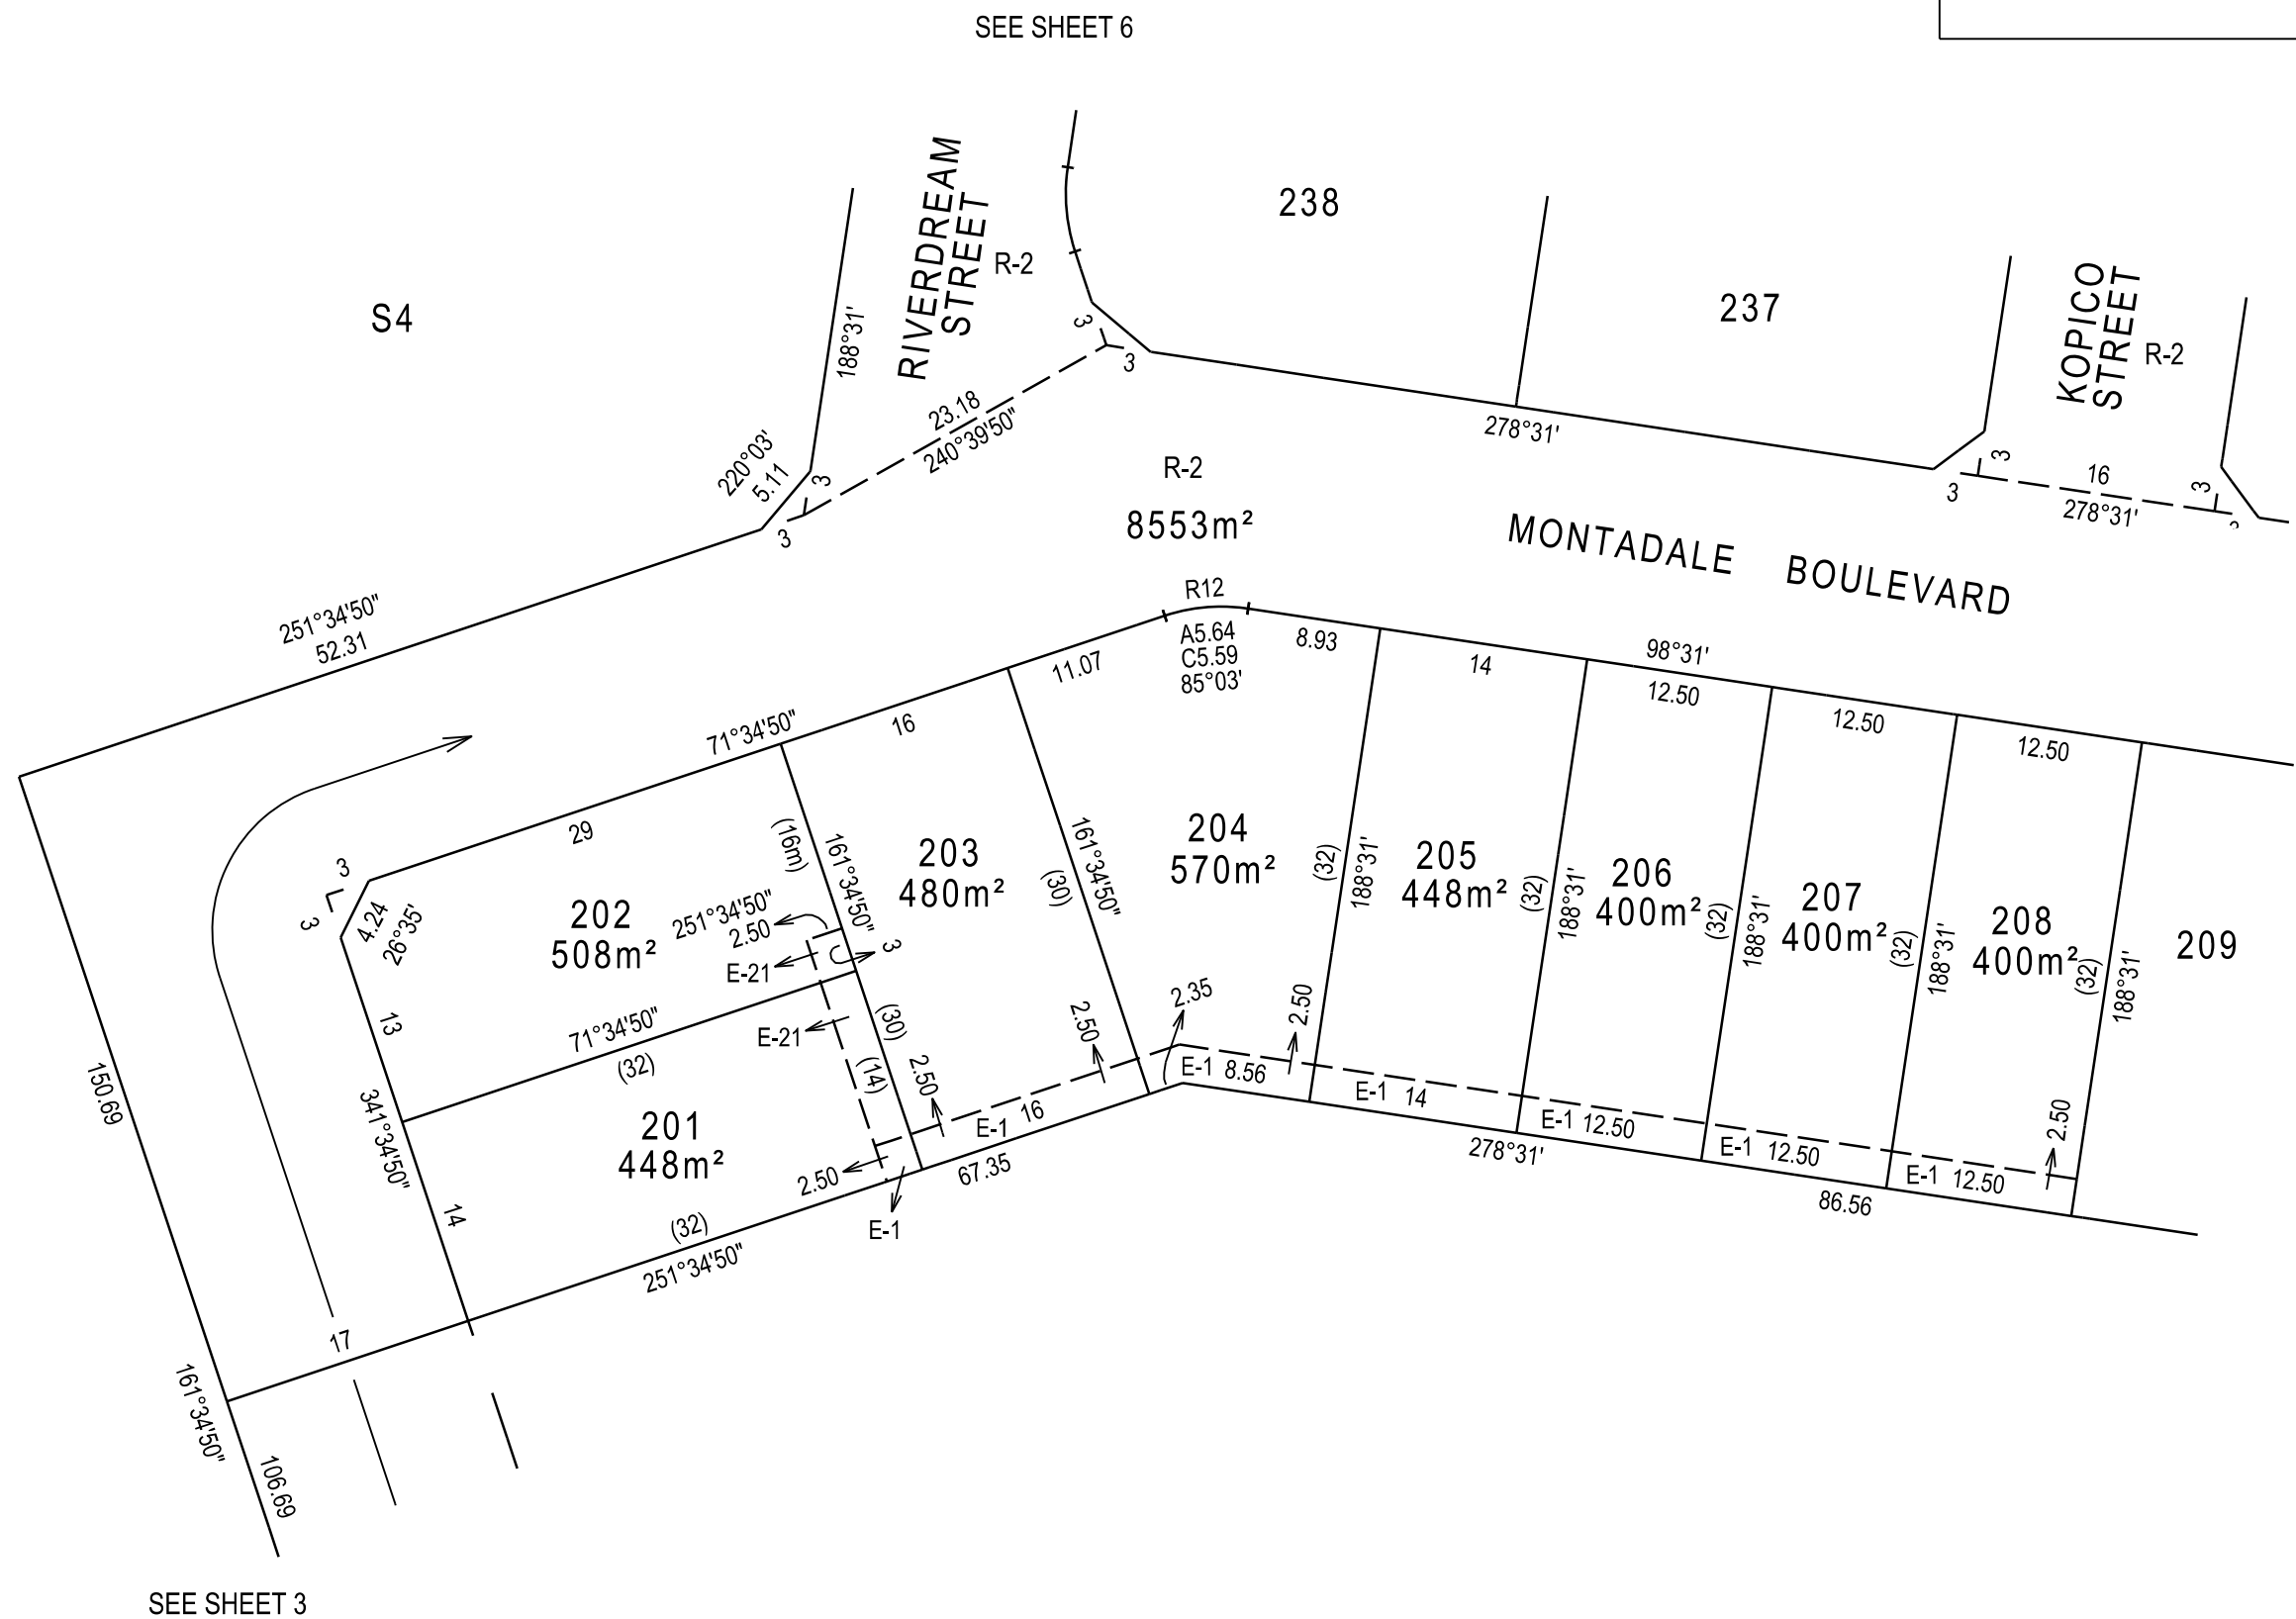 SEE SHEET 6
S4
RIVERDREAM
STREET
R-2
188°31'
238
237
KOPICO
STREET
R-2
3
3
23.18
240°39'50"
220°03'
5.11
3
3
278°31'
3
3
16
278°31'
3
R-2
8553m²
MONTADALE BOULEVARD
251°34'50"
52.31
R12
A5.64
C5.59
85°03'
8.93
14
98°31'
12.50
12.50
12.50
11.07
16
71°34'50"
29
3
3
4.24
26°35'
202
508m²
(16m)
161°34'50"
251°34'50"
2.50
3
E-21
203
480m²
(30)
161°34'50"
204
570m²
(32)
188°31'
205
448m²
(32)
188°31'
206
400m²
(32)
188°31'
207
400m²
(32)
188°31'
208
400m²
(32)
188°31'
209
13
71°34'50"
(32)
E-21
(30)
(14)
2.50
2.50
2.35
2.50
2.50
341°34'50"
14
201
448m²
2.50
E-1
E-1 16
67.35
E-1 8.56
E-1 14
E-1 12.50
E-1 12.50
E-1 12.50
278°31'
86.56
(32)
251°34'50"
150.69
17
161°34'50"
106.69
SEE SHEET 3